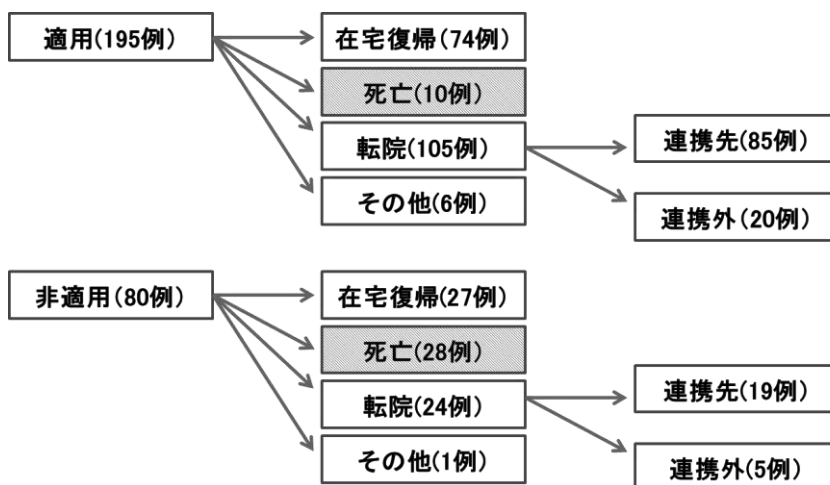 適用(195例)
在宅復帰(74例)
死亡(10例)
転院(105例)
その他(6例)
連携先(85例)
連携外(20例)
非適用(80例)
在宅復帰(27例)
死亡(28例)
転院(24例)
その他(1例)
連携先(19例)
連携外(5例)